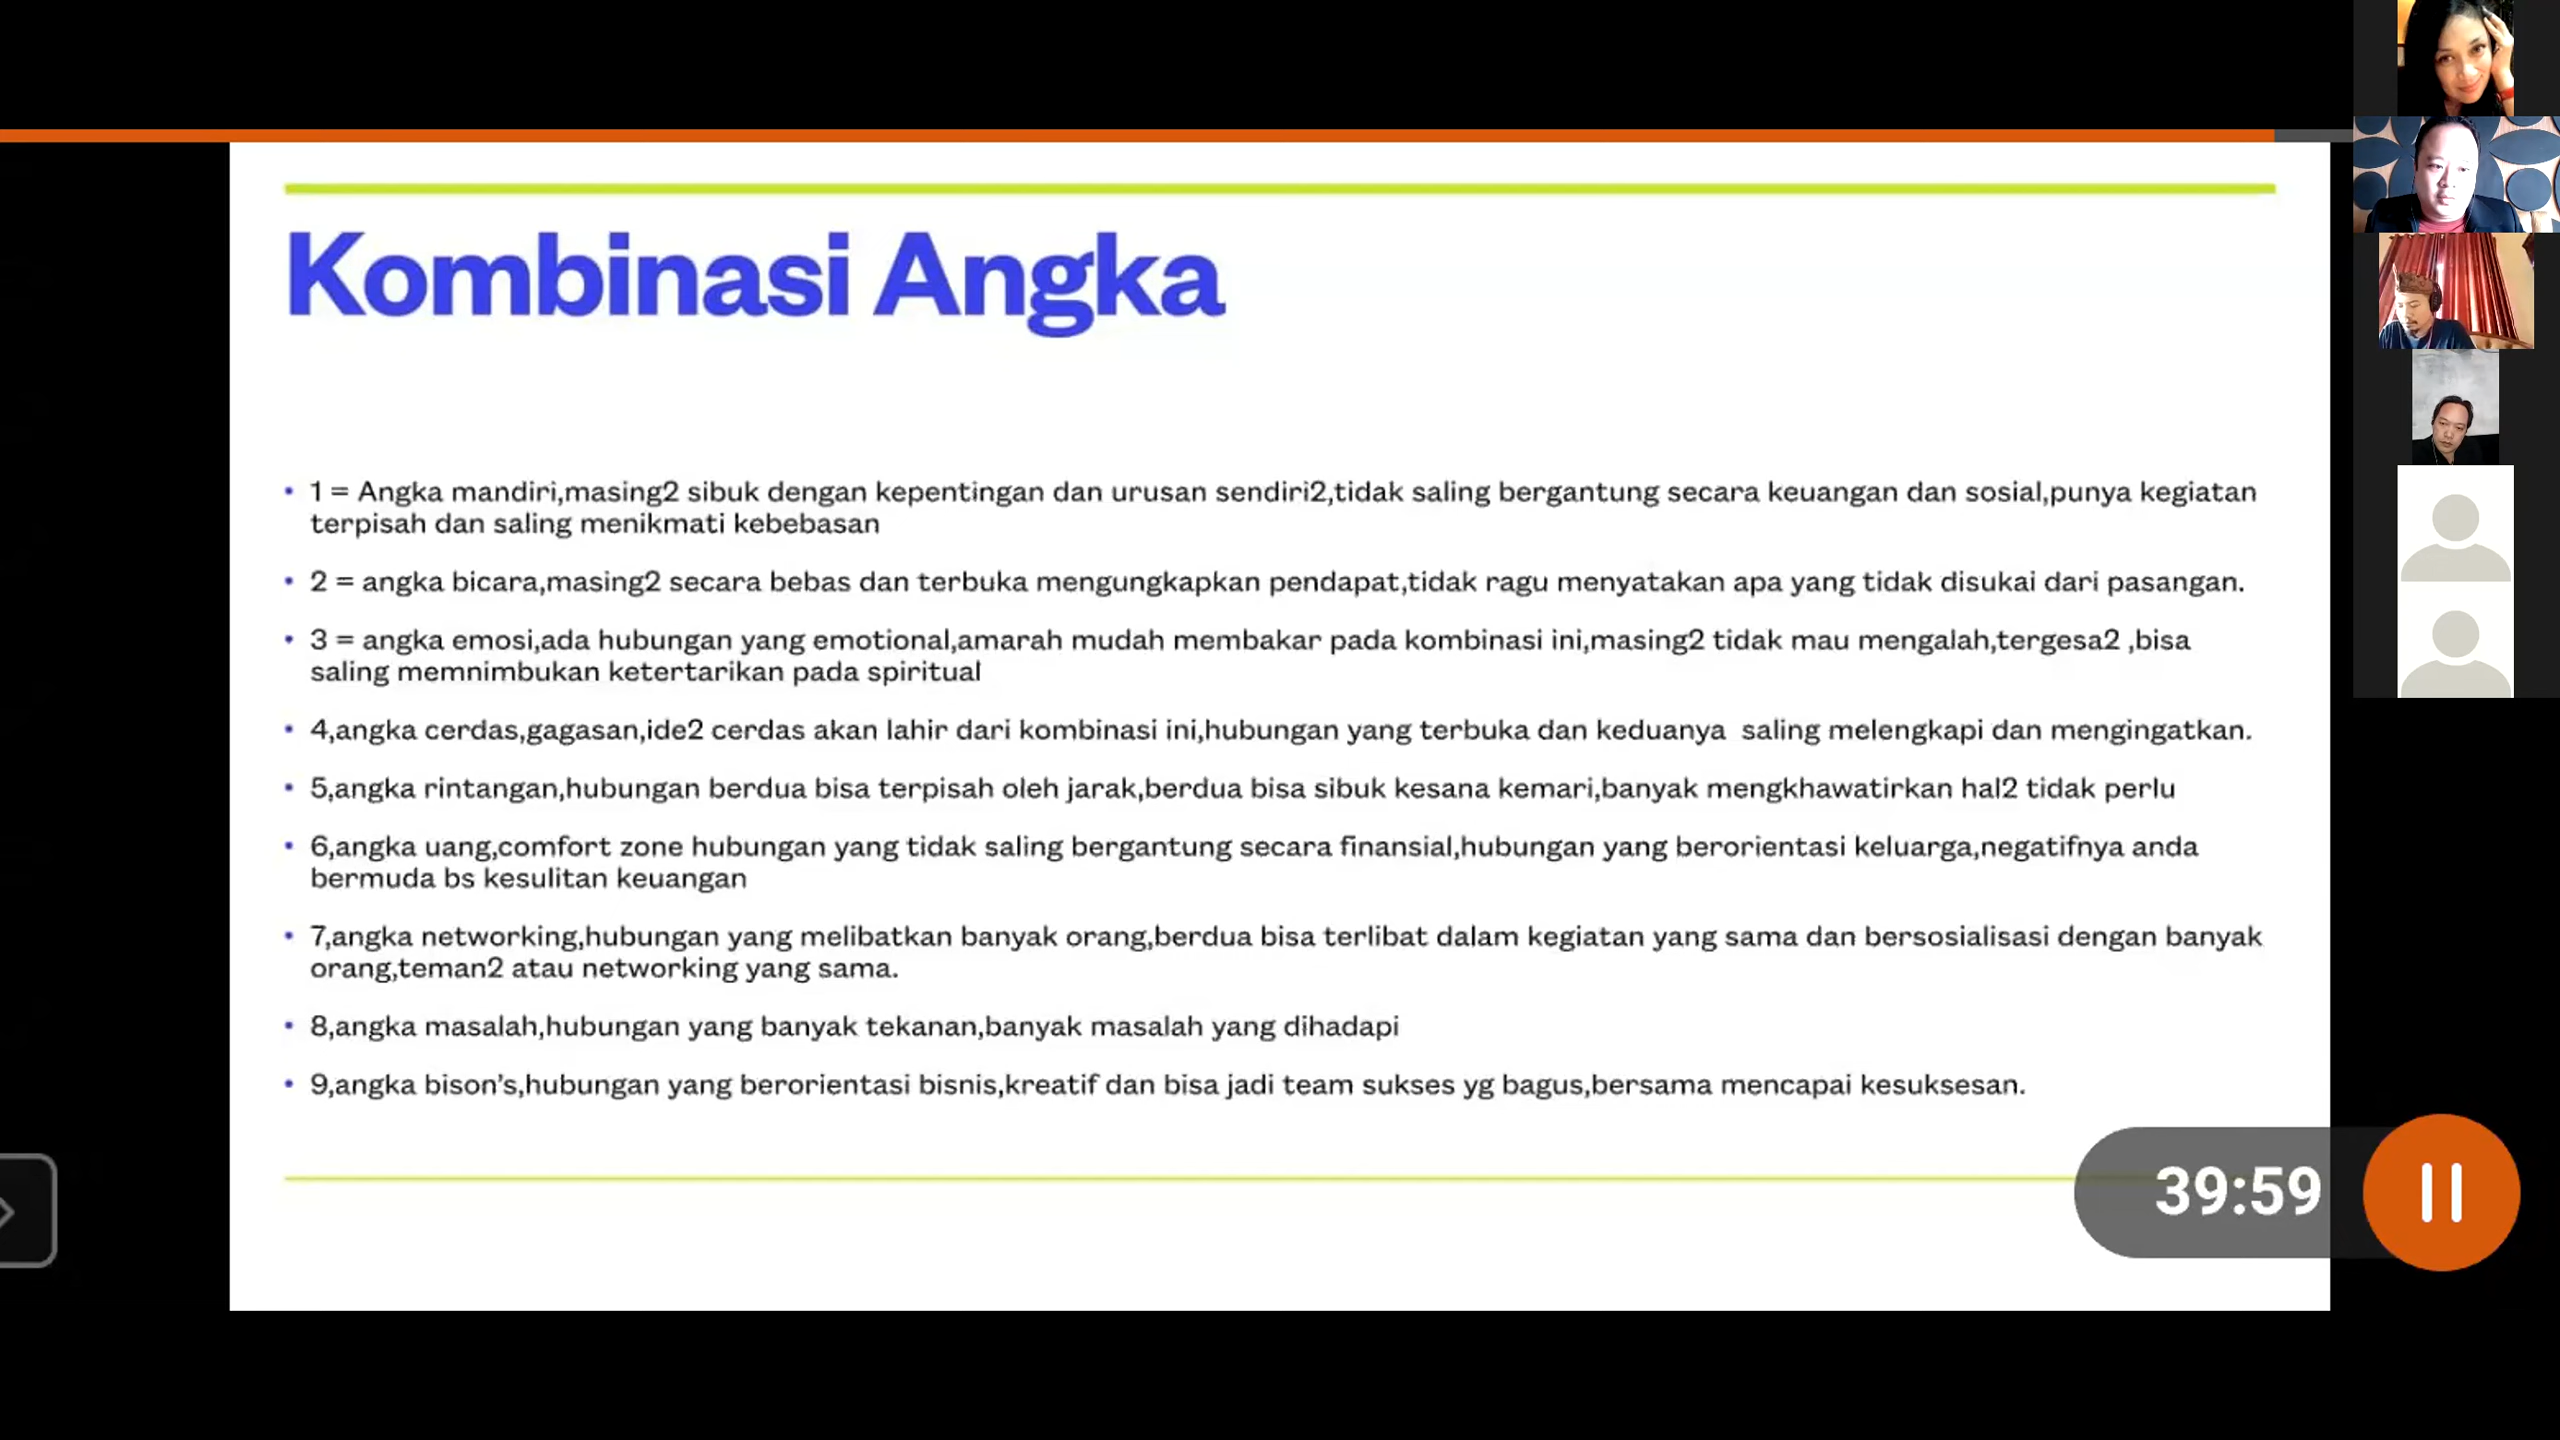 Kombinasi Angka
• 1 = Angka mandiri,masing2 sibuk dengan kepentingan dan urusan sendiri2,tidak saling bergantung secara keuangan dan sosial,punya kegiatan
terpisah dan saling menikmati kebebasan
• 2 = angka bicara,masing2 secara bebas dan terbuka mengungkapkan pendapat,tidak ragu menyatakan apa yang tidak disukai dari pasangan.
• 3 = angka emosi,ada hubungan yang emotional,amarah mudah membakar pada kombinasi ini,masing2 tidak mau mengalah,tergesa2 ,bisa
saling memnimbukan ketertarikan pada spiritual
• 4,angka cerdas,gagasan,ide2 cerdas akan lahir dari kombinasi ini,hubungan yang terbuka dan keduanya  saling melengkapi dan mengingatkan.
• 5,angka rintangan,hubungan berdua bisa terpisah oleh jarak,berdua bisa sibuk kesana kemari,banyak mengkhawatirkan hal2 tidak perlu
• 6,angka uang,comfort zone hubungan yang tidak saling bergantung secara finansial,hubungan yang berorientasi keluarga,negatifnya anda
bermuda bs kesulitan keuangan
• 7,angka networking,hubungan yang melibatkan banyak orang,berdua bisa terlibat dalam kegiatan yang sama dan bersosialisasi dengan banyak
orang,teman2 atau networking yang sama.
• 8,angka masalah,hubungan yang banyak tekanan,banyak masalah yang dihadapi
• 9,angka bison's,hubungan yang berorientasi bisnis,kreatif dan bisa jadi team sukses yg bagus,bersama mencapai kesuksesan.
39:59